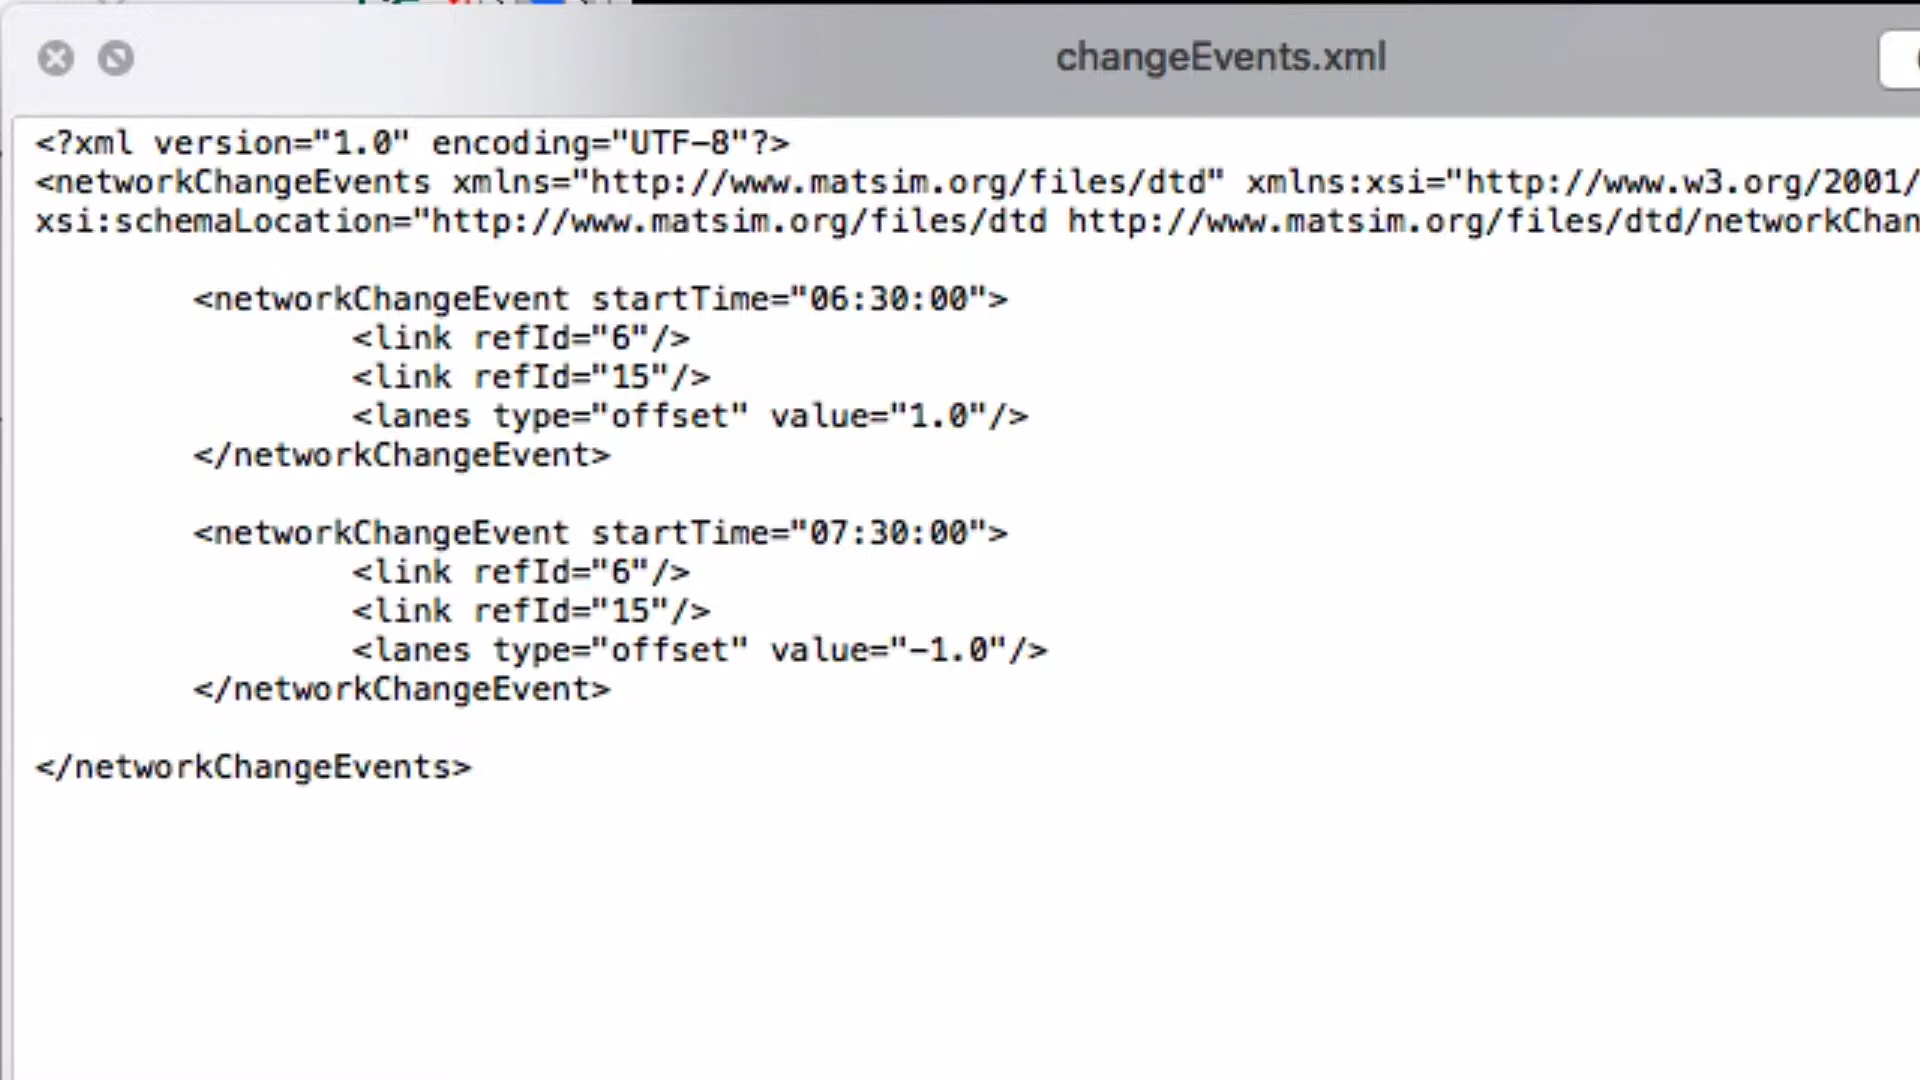 changeEvents.xml
<?xml version="1.0" encoding="UTF-8"?>
<networkChangeEvents xmlns="http://www.matsim.org/files/dtd" xmlns:xsi="http://www.w3.org/2001/
xsi:schemaLocation="http://www.matsim.org/files/dtd http://www.matsim.org/files/dtd/networkChan
<networkChangeEvent startTime="06:30:00">
<link refId="6"/>
<link refId="15"/>
<lanes type="offset" value="1.0"/>
</networkChangeEvent>
<networkChangeEvent startTime="07:30:00">
<link refId="6"/>
<link refId="15"/>
<lanes type="offset" value="-1.0"/>
</networkChangeEvent>
</networkChangeEvents>